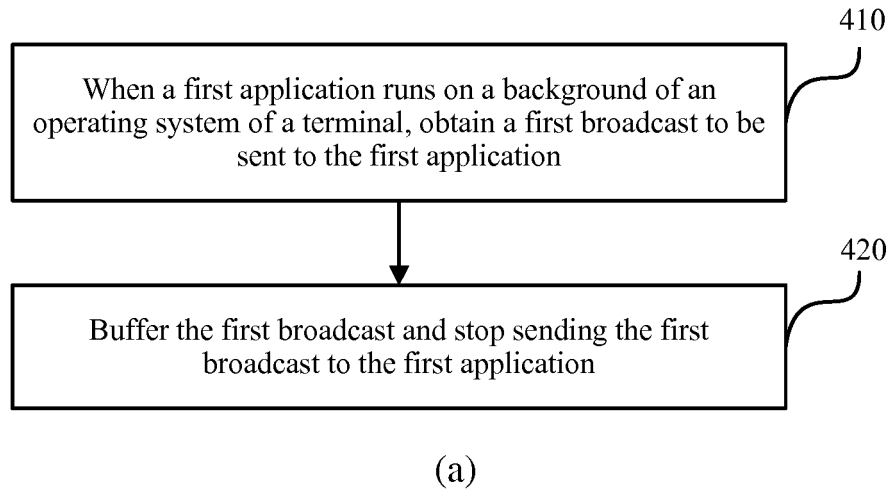 410
When a first application runs on a background of an
operating system of a terminal, obtain a first broadcast to be
sent to the first application
420
Buffer the first broadcast and stop sending the first
broadcast to the first application
(a)